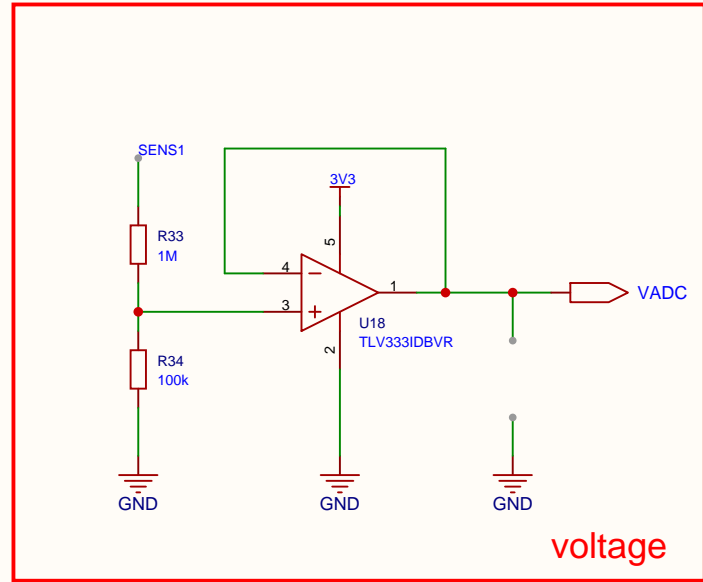 SENS1
3V3
R33
1M
5
4
1
VADC
3
U18
TLV333IDBVR
2
R34
100k
GND
GND
GND
voltage